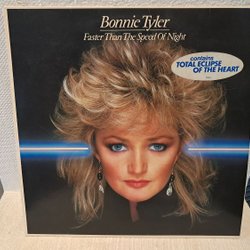 Bonnie Tyler
Faster Than The Speed Of Night
contains
TOTAL ECLIPSE
OF THE HEART